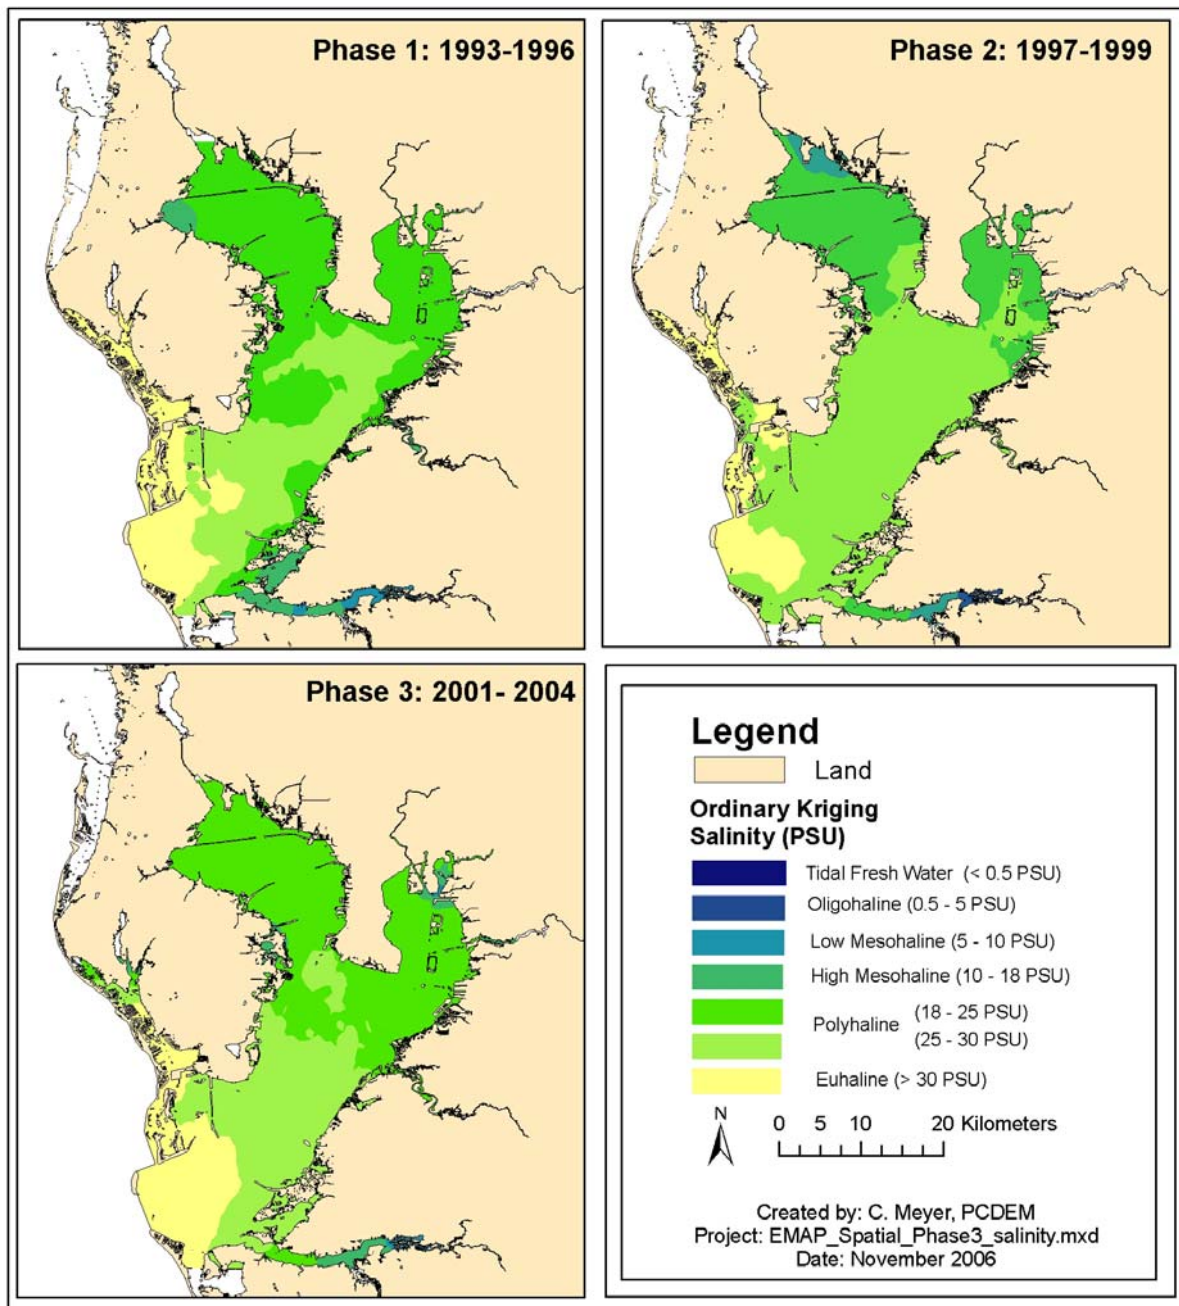 Phase 1: 1993-1996
Phase 2: 1997-1999
Phase 3: 2001- 2004
Legend
Land
Ordinary Kriging
Salinity (PSU)
Tidal Fresh Water (< 0.5 PSU)
Oligohaline (0.5 - 5 PSU)
Low Mesohaline (5 - 10 PSU)
High Mesohaline (10 - 18 PSU)
Polyhaline (18 - 25 PSU)
(25 - 30 PSU)
Euhaline (> 30 PSU)
N
0 5 10 20 Kilometers
Created by: C. Meyer, PCDEM
Project: EMAP_Spatial_Phase3_salinity.mxd
Date: November 2006